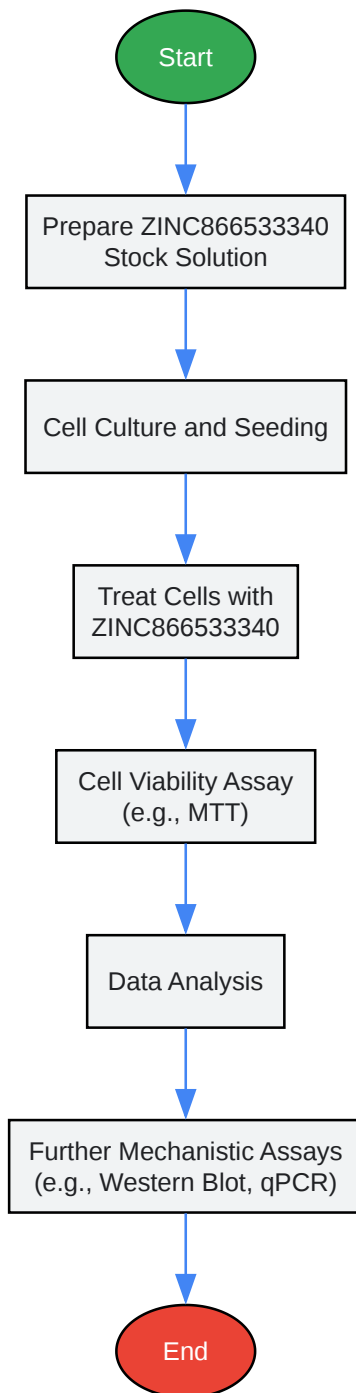 Start
Prepare ZINC866533340
Stock Solution
Cell Culture and Seeding
Treat Cells with
ZINC866533340
Cell Viability Assay
(e.g., MTT)
Data Analysis
Further Mechanistic Assays
(e.g., Western Blot, qPCR)
End